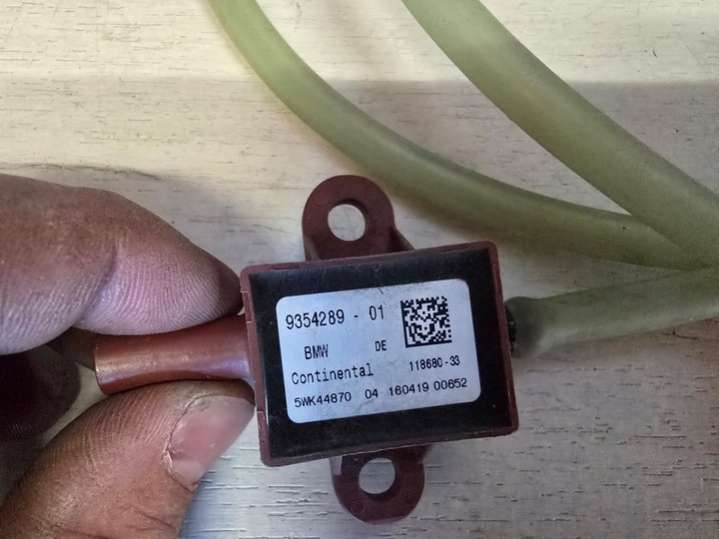 9354289 - 01
BMW DE
Continental 118680-33
5WK44870 04 160419 00652